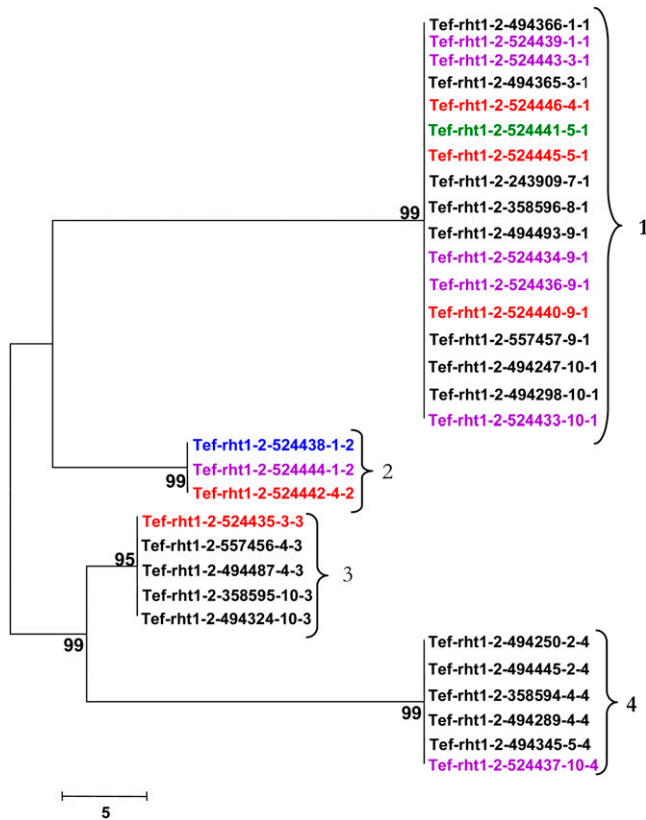 Tef-rht1-2-494366-1-1
Tef-rht1-2-524439-1-1
Tef-rht1-2-524443-3-1
Tef-rht1-2-494365-3-1
Tef-rht1-2-524446-4-1
Tef-rht1-2-524441-5-1
Tef-rht1-2-524445-5-1
Tef-rht1-2-243909-7-1
Tef-rht1-2-358596-8-1
99
Tef-rht1-2-494493-9-1
1
Tef-rht1-2-524434-9-1
Tef-rht1-2-524436-9-1
Tef-rht1-2-524440-9-1
Tef-rht1-2-557457-9-1
Tef-rht1-2-494247-10-1
Tef-rht1-2-494298-10-1
Tef-rht1-2-524433-10-1
Tef-rht1-2-524438-1-2
Tef-rht1-2-524444-1-2
2
99
Tef-rht1-2-524442-4-2
Tef-rht1-2-524435-3-3
Tef-rht1-2-557456-4-3
95
Tef-rht1-2-494487-4-3
3
Tef-rht1-2-358595-10-3
Tef-rht1-2-494324-10-3
99
Tef-rht1-2-494250-2-4
Tef-rht1-2-494445-2-4
Tef-rht1-2-358594-4-4
4
99
Tef-rht1-2-494289-4-4
Tef-rht1-2-494345-5-4
Tef-rht1-2-524437-10-4
5